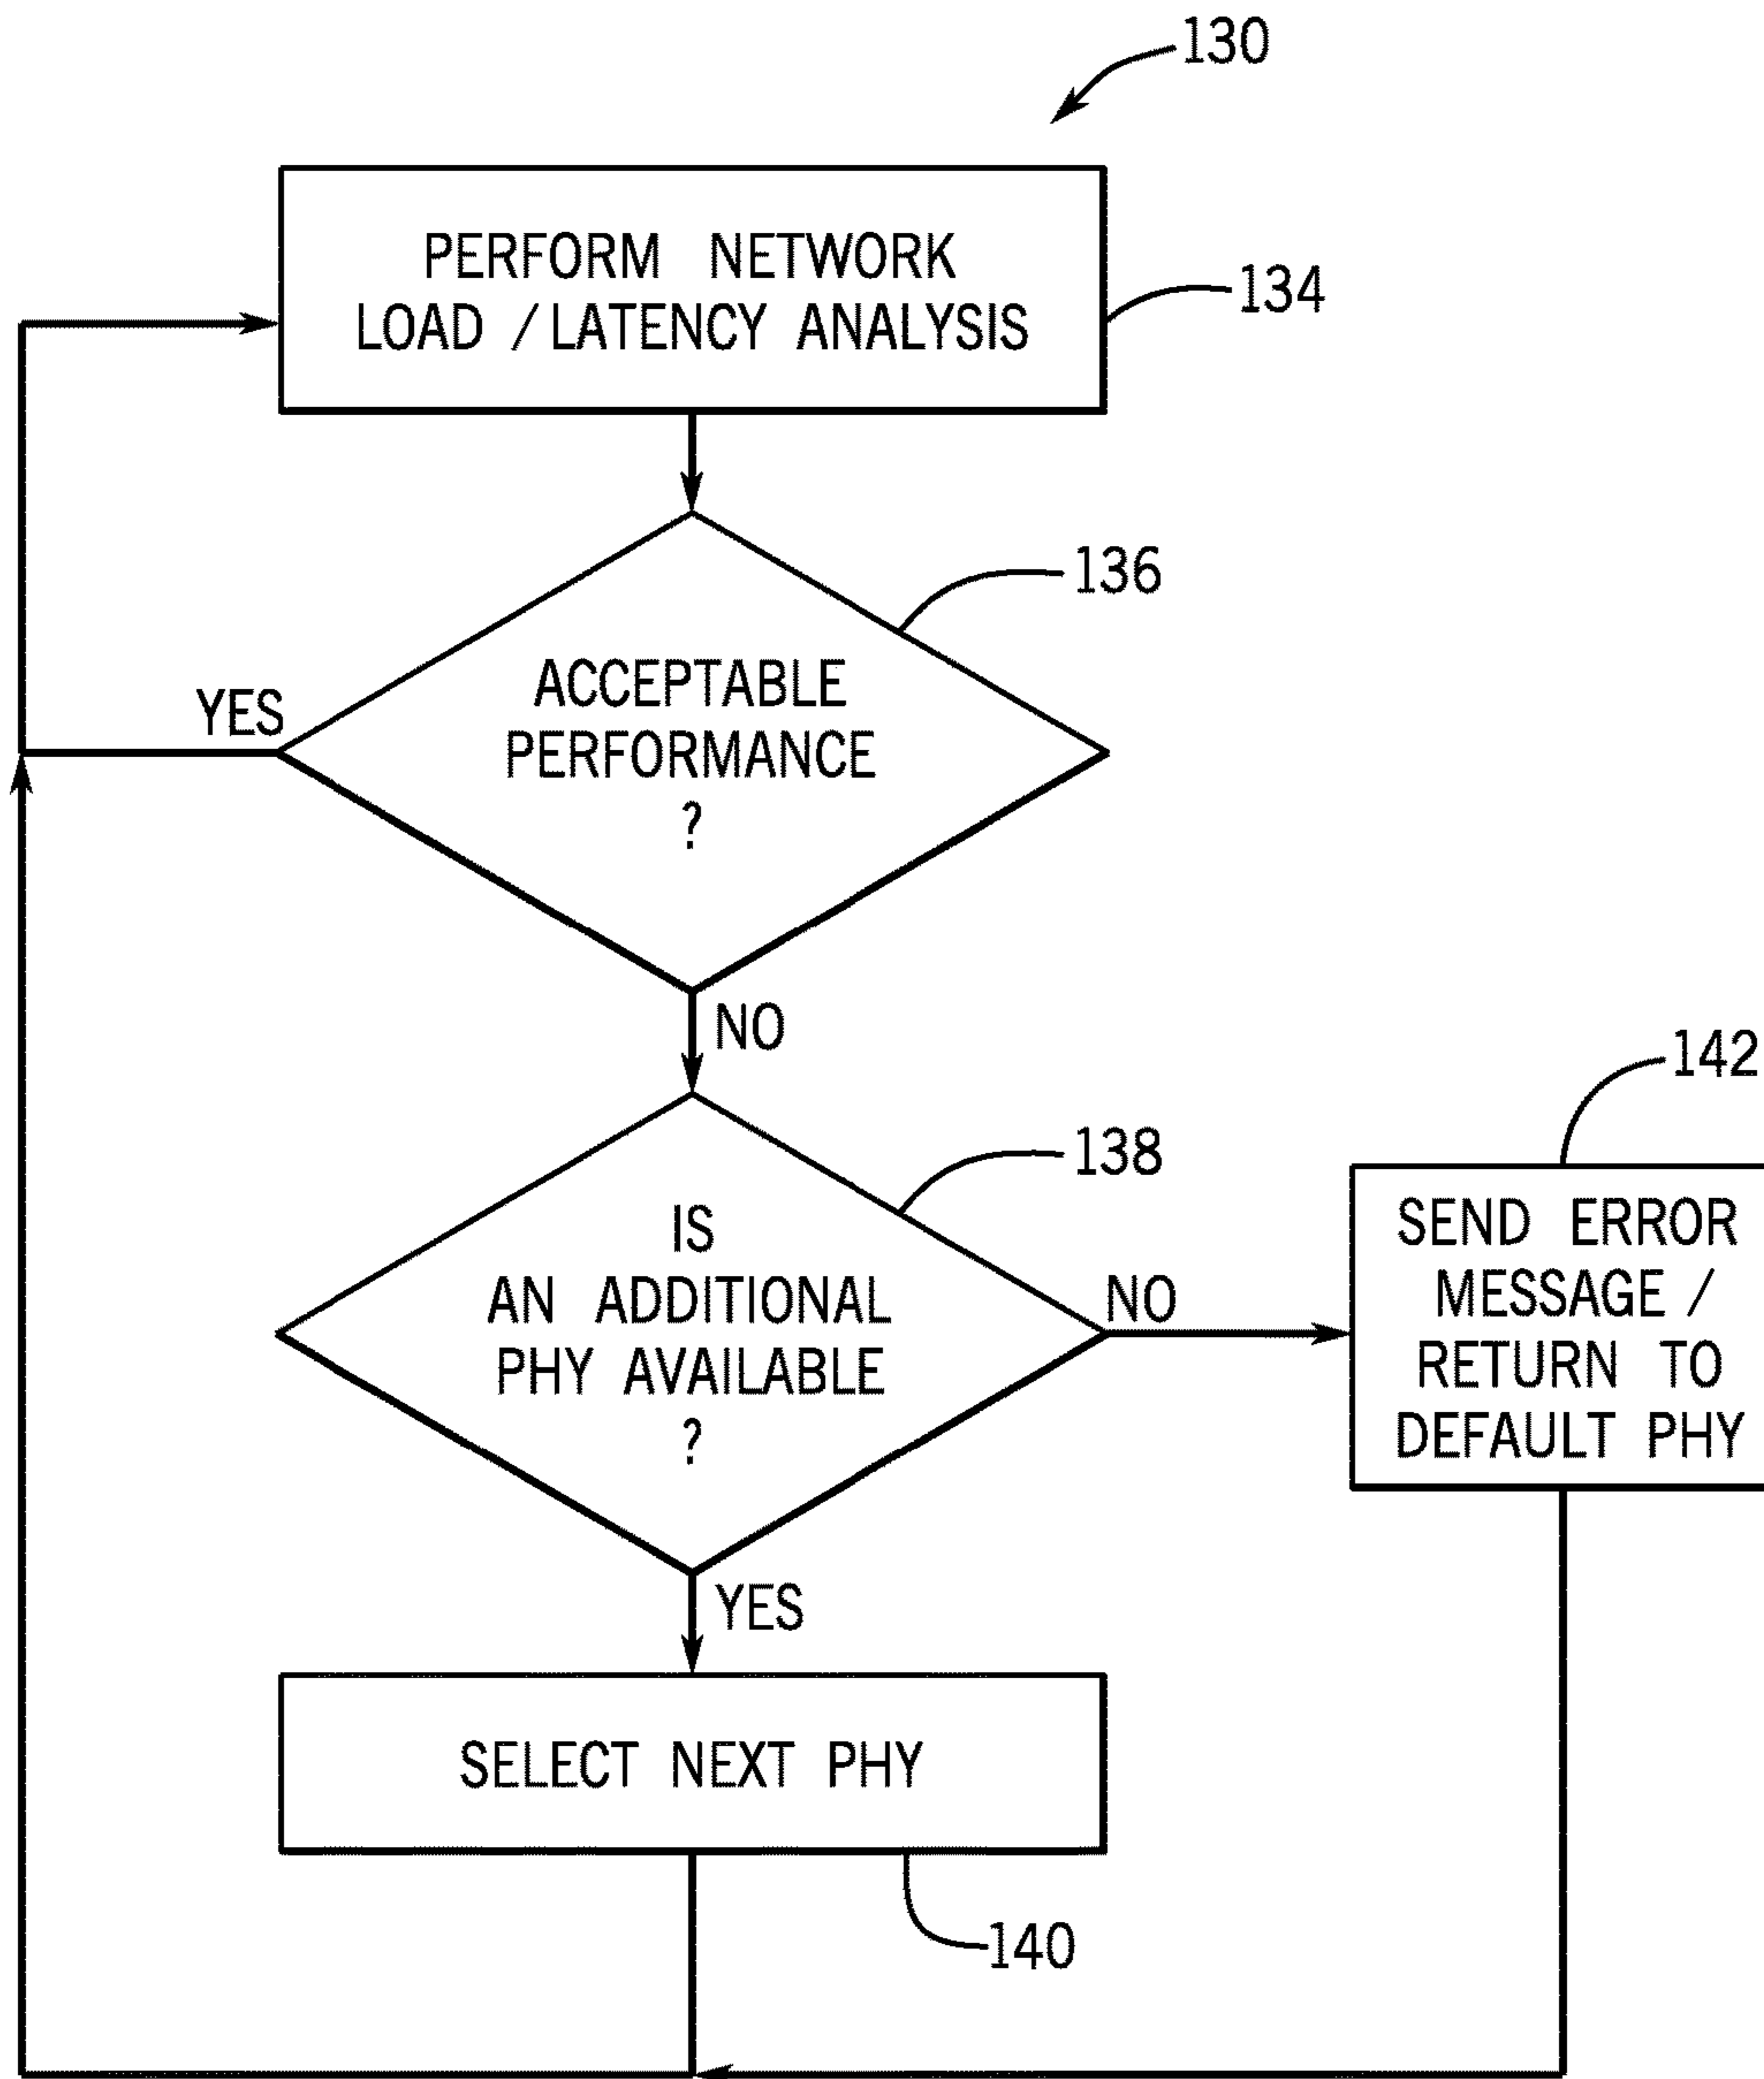 130
PERFORM NETWORK
LOAD / LATENCY ANALYSIS
134
136
ACCEPTABLE
PERFORMANCE
?
YES
NO
138
IS
AN ADDITIONAL
PHY AVAILABLE
?
NO
142
SEND ERROR
MESSAGE /
RETURN TO
DEFAULT PHY
YES
SELECT NEXT PHY
140